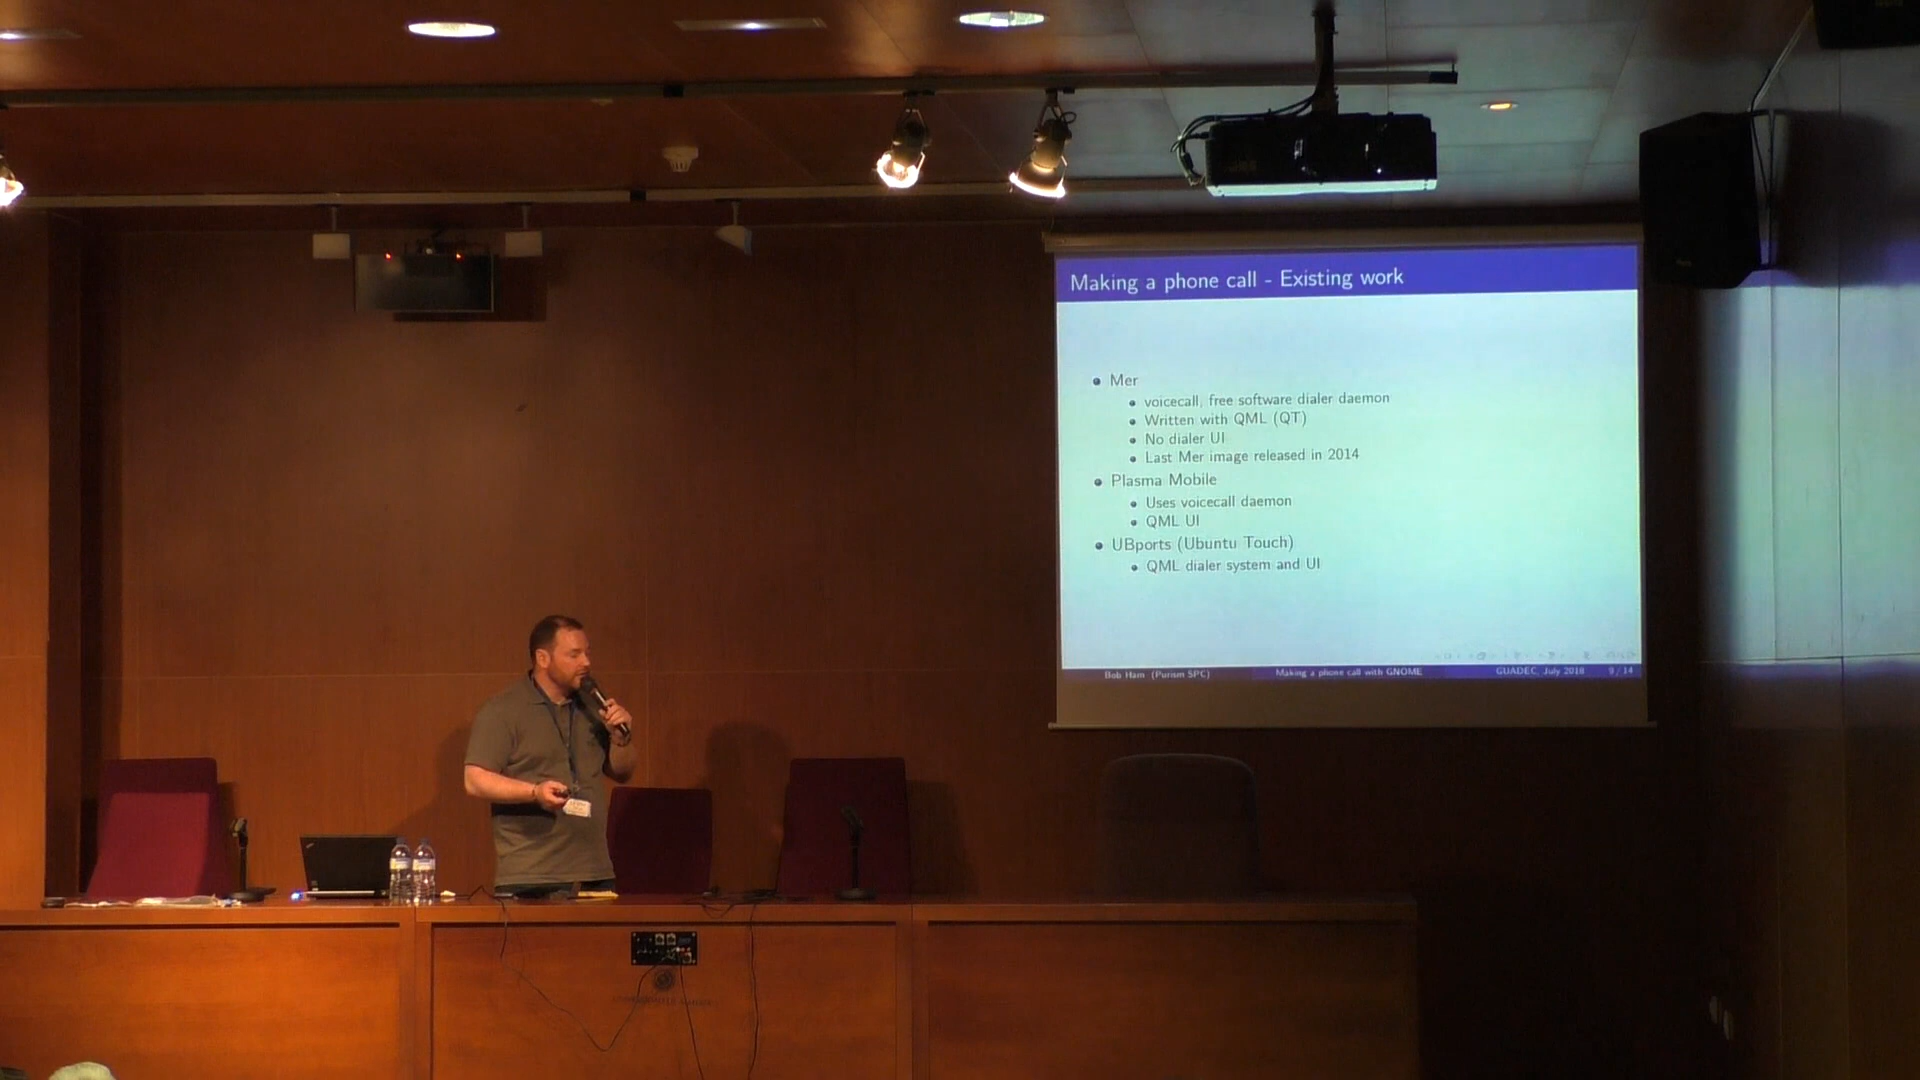 Making a phone call - Existing work
Mer
voicecall, free software dialer daemon
Written with QML (QT)
No dialer UI
Last Mer image released in 2014
Plasma Mobile
Uses voicecall daemon
QML UI
UBports (Ubuntu Touch)
QML dialer system and UI
Bob Ham (Purism SPC) Making a phone call with GNOME GUADEC, July 2018 9 / 14